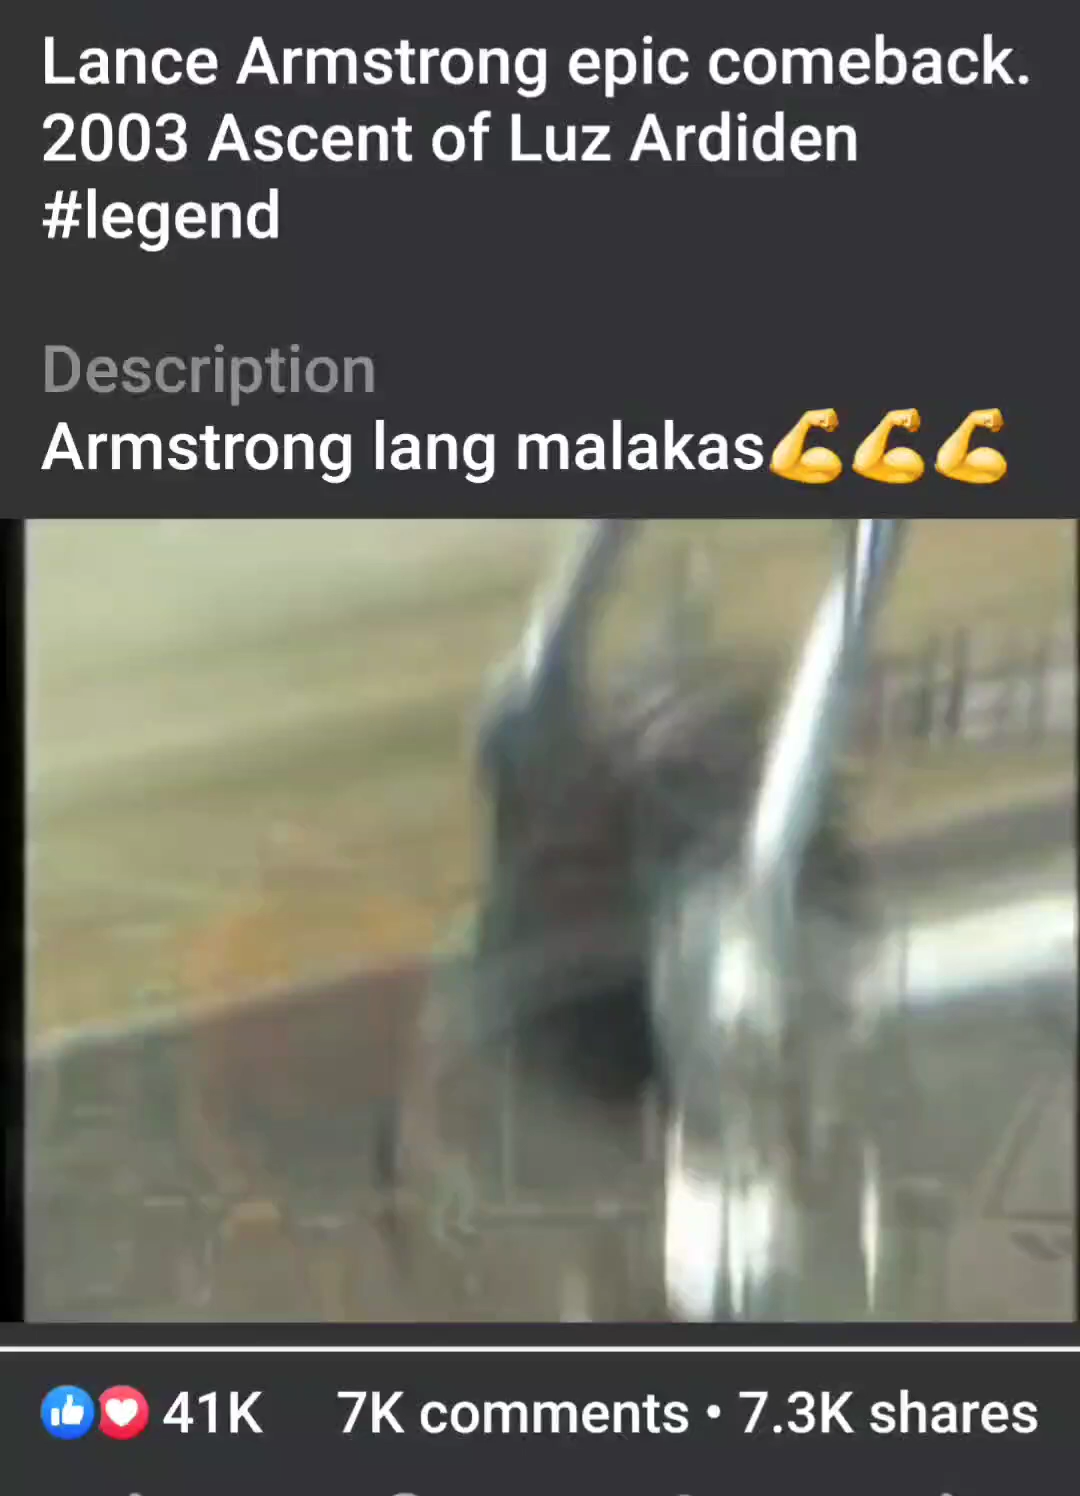 Lance Armstrong epic comeback.
2003 Ascent of Luz Ardiden
#legend
Description
Armstrong lang malakas💪💪💪
41K 7K comments • 7.3K shares